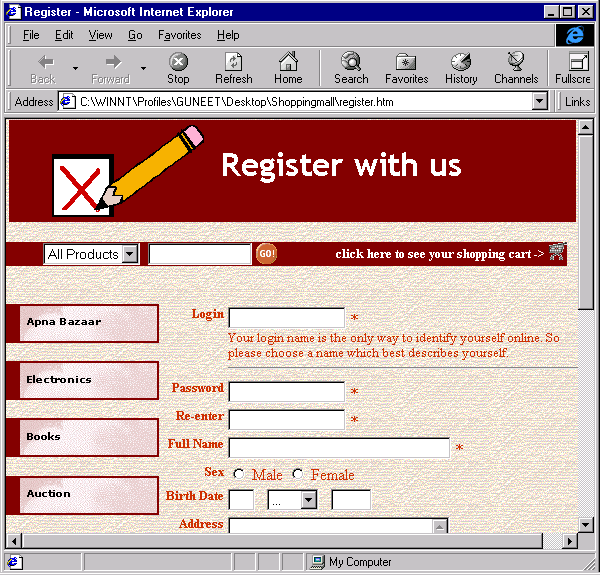 Register - Microsoft Internet Explorer
File Edit View Go Favorites Help
Back Forward Stop Refresh Home Search Favorites History Channels Fullscre
Address C:\WINNT\Profiles\GUNEET\Desktop\Shoppingmall\register.htm Links
Register with us
All Products GO! click here to see your shopping cart ->
Apna Bazaar
Electronics
Books
Auction
Login *
Your login name is the only way to identify yourself online. So
please choose a name which best describes yourself.
Password *
Re-enter *
Full Name *
Sex Male Female
Birth Date ...
Address
My Computer